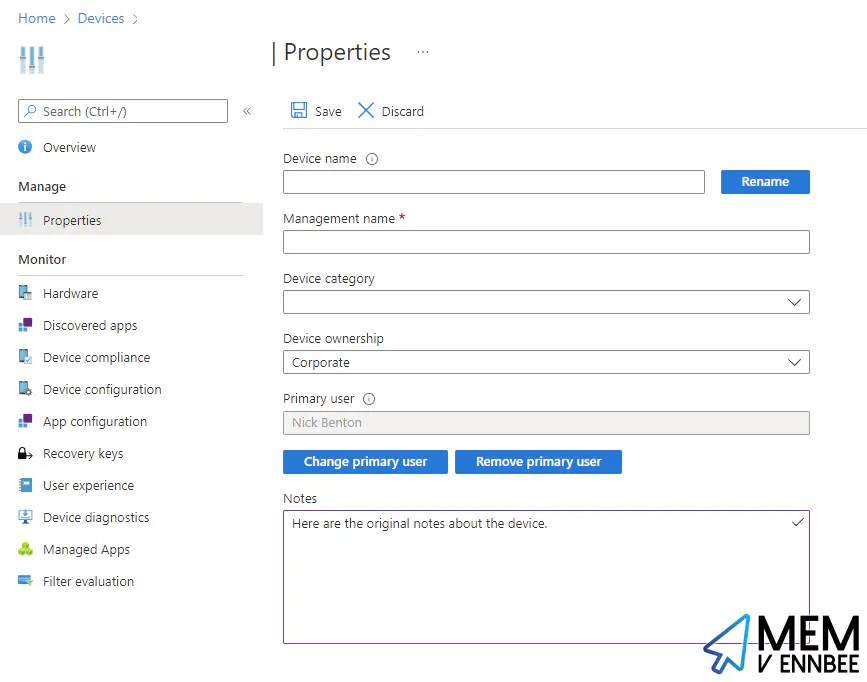 Home > Devices >
| Properties ...
Search (Ctrl+/) «
Overview
Manage
Properties
Monitor
Hardware
Discovered apps
Device compliance
Device configuration
App configuration
Recovery keys
User experience
Device diagnostics
Managed Apps
Filter evaluation
Save Discard
Device name
Rename
Management name *
Device category
Device ownership
Corporate
Primary user
Nick Benton
Change primary user Remove primary user
Notes
Here are the original notes about the device.
MEM
V ENNBEE